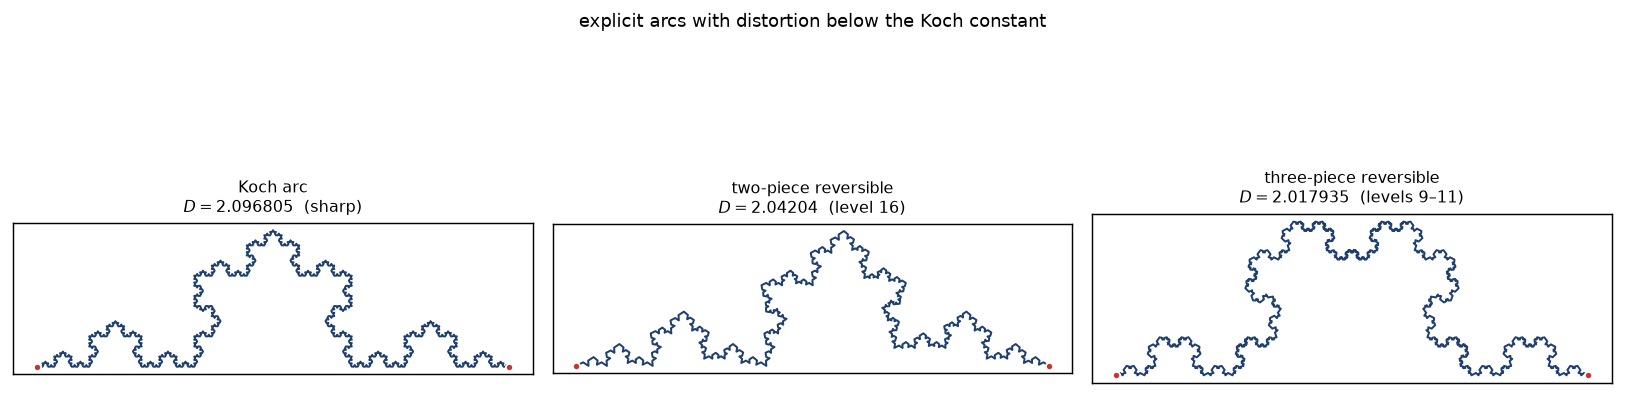 explicit arcs with distortion below the Koch constant
Koch arc
D = 2.096805 (sharp)
two-piece reversible
D = 2.04204 (level 16)
three-piece reversible
D = 2.017935 (levels 9–11)